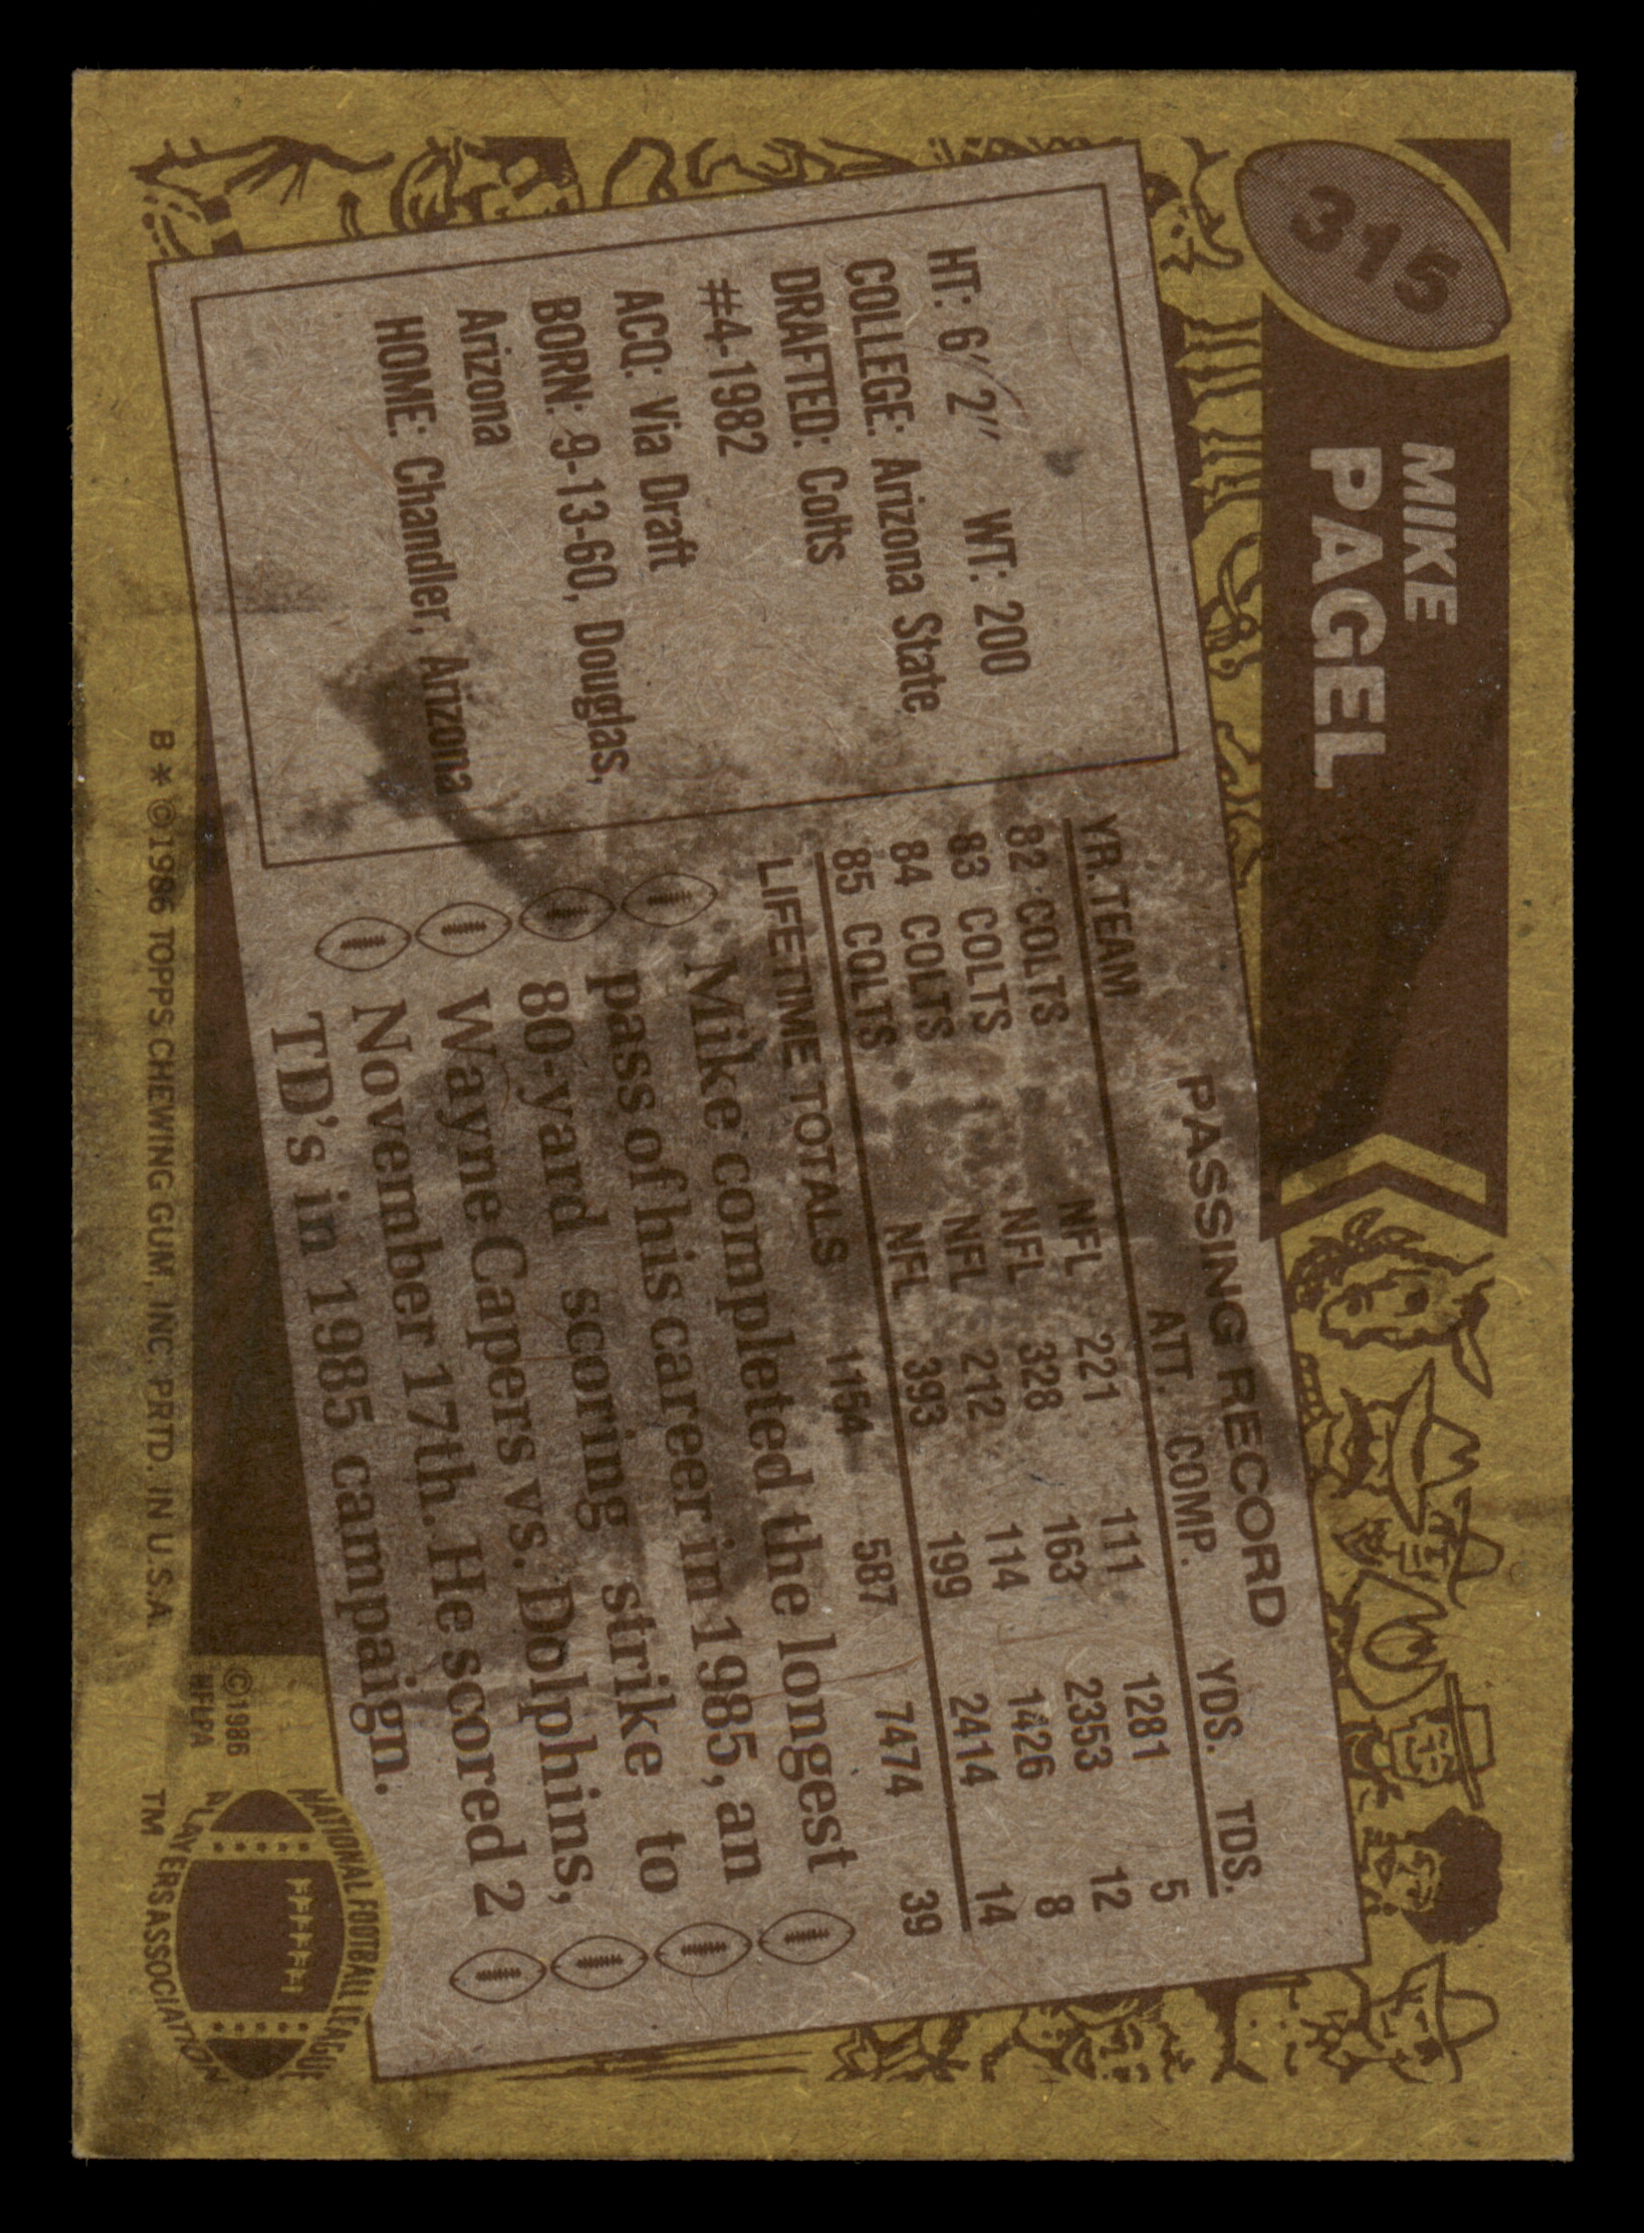 315
MIKE
PAGEL
HT: 6'2" WT: 200
COLLEGE: Arizona State
DRAFTED: Colts
#4-1982
ACQ: Via Draft
BORN: 9-13-60, Douglas,
Arizona
HOME: Chandler, Arizona
PASSING RECORD
YR. TEAM ATT. COMP. YDS. TDS.
82 COLTS NFL 221 111 1281 5
83 COLTS NFL 328 163 2353 12
84 COLTS NFL 212 114 1426 8
85 COLTS NFL 393 199 2414 14
LIFETIME TOTALS 1154 587 7474 39
Mike completed the longest
pass of his career in 1985, an
80-yard scoring strike to
Wayne Capers vs. Dolphins,
November 17th. He scored 2
TD's in 1985 campaign.
B * ©1986 TOPPS CHEWING GUM, INC. PRTD. IN U.S.A.
©1986
NFLPA
NATIONAL FOOTBALL LEAGUE
PLAYERS ASSOCIATION
TM